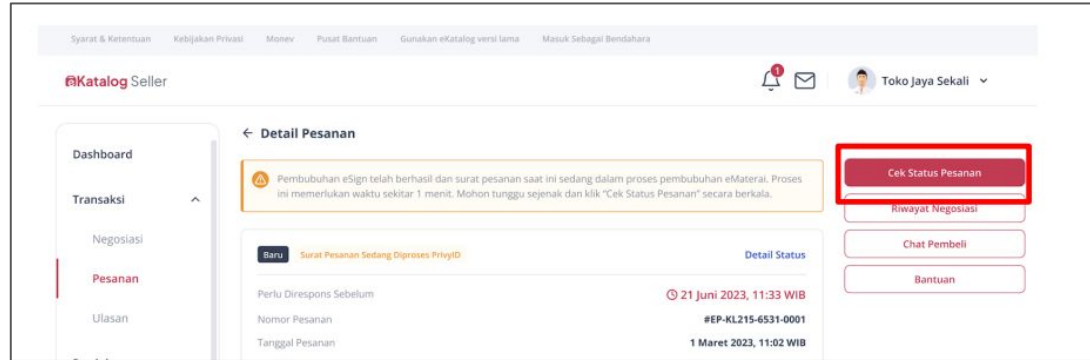 Syarat & Ketentuan Kebijakan Privasi Monev Pusat Bantuan Gunakan eKatalog versi lama Masuk Sebagai Bendahara
eKatalog Seller
1
Toko Jaya Sekali
Dashboard
Transaksi
Negosiasi
Pesanan
Ulasan
← Detail Pesanan
Pembubuhan eSign telah berhasil dan surat pesanan saat ini sedang dalam proses pembubuhan eMaterai. Proses
ini memerlukan waktu sekitar 1 menit. Mohon tunggu sejenak dan klik “Cek Status Pesanan” secara berkala.
Baru Surat Pesanan Sedang Diproses PrivyID Detail Status
Perlu Direspons Sebelum 21 Juni 2023, 11:33 WIB
Nomor Pesanan #EP-KL215-6531-0001
Tanggal Pesanan 1 Maret 2023, 11:02 WIB
Cek Status Pesanan
Riwayat Negosiasi
Chat Pembeli
Bantuan